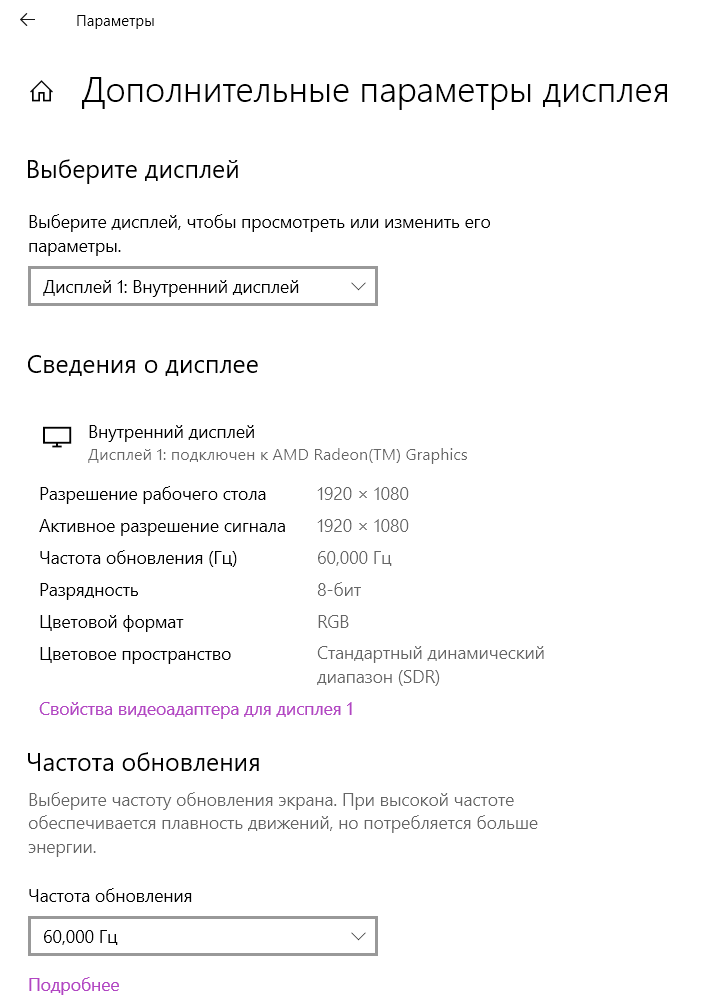 Параметры
Дополнительные параметры дисплея
Выберите дисплей
Выберите дисплей, чтобы просмотреть или изменить его
параметры.
Дисплей 1: Внутренний дисплей
Сведения о дисплее
Внутренний дисплей
Дисплей 1: подключен к AMD Radeon(TM) Graphics
Разрешение рабочего стола 1920 × 1080
Активное разрешение сигнала 1920 × 1080
Частота обновления (Гц) 60,000 Гц
Разрядность 8-бит
Цветовой формат RGB
Цветовое пространство Стандартный динамический
диапазон (SDR)
Свойства видеоадаптера для дисплея 1
Частота обновления
Выберите частоту обновления экрана. При высокой частоте
обеспечивается плавность движений, но потребляется больше
энергии.
Частота обновления
60,000 Гц
Подробнее